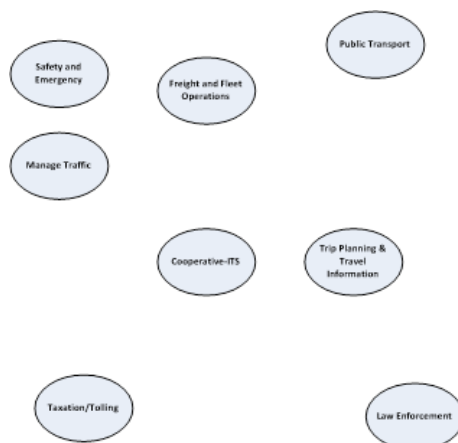 Public Transport
Safety and
Emergency
Freight and Fleet
Operations
Manage Traffic
Cooperative-ITS
Trip Planning &
Travel
Information
Taxation/Tolling
Law Enforcement